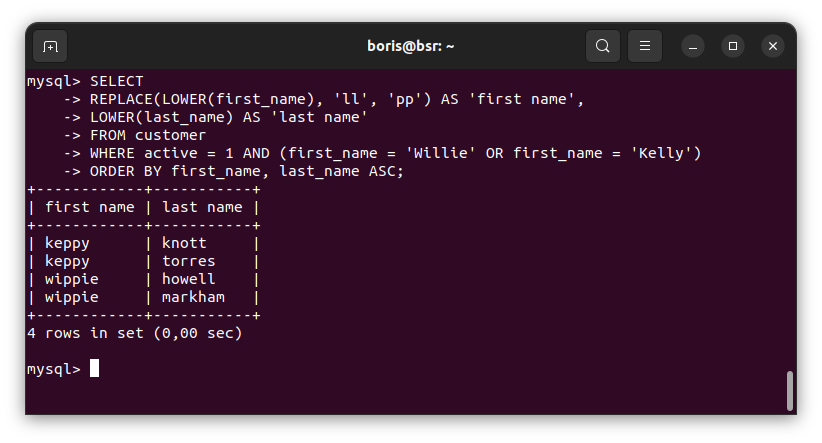 boris@bsr: ~
mysql> SELECT
    -> REPLACE(LOWER(first_name), 'll', 'pp') AS 'first name',
    -> LOWER(last_name) AS 'last name'
    -> FROM customer
    -> WHERE active = 1 AND (first_name = 'Willie' OR first_name = 'Kelly')
    -> ORDER BY first_name, last_name ASC;
+------------+-----------+
| first name | last name |
+------------+-----------+
| keppy      | knott     |
| keppy      | torres    |
| wippie     | howell    |
| wippie     | markham   |
+------------+-----------+
4 rows in set (0,00 sec)
mysql>